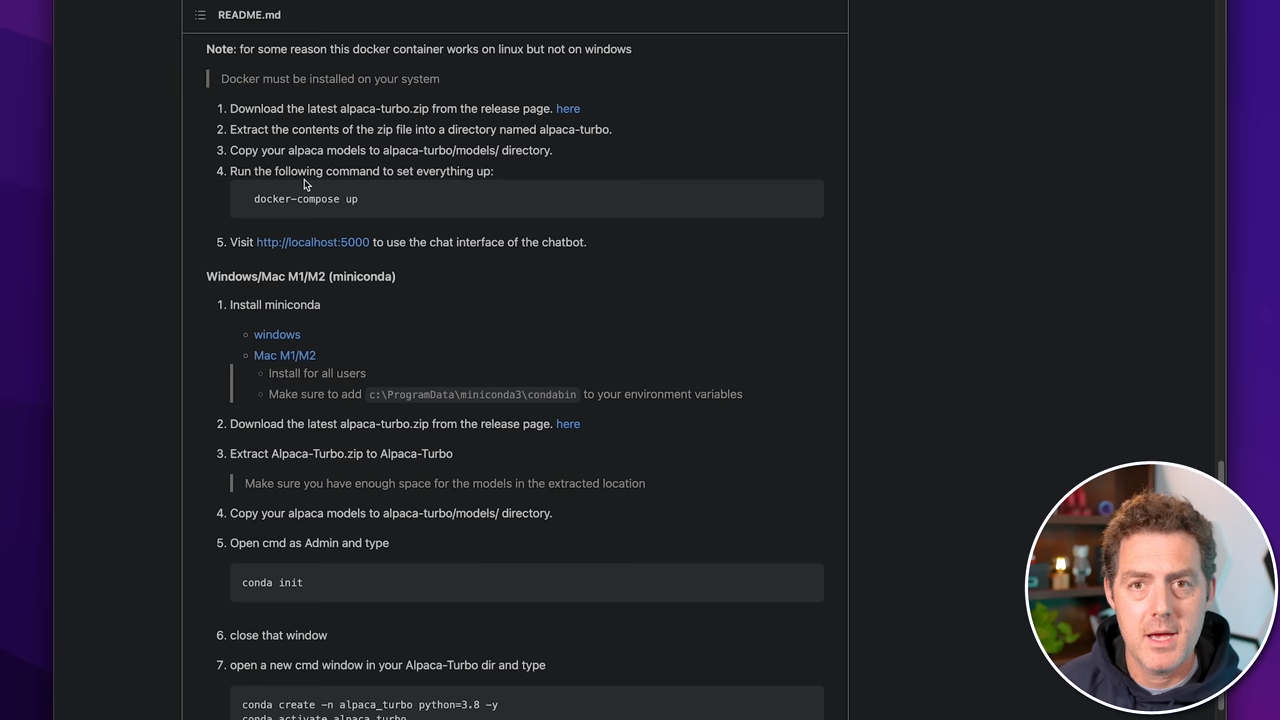 README.md
Note: for some reason this docker container works on linux but not on windows
Docker must be installed on your system
1. Download the latest alpaca-turbo.zip from the release page. here
2. Extract the contents of the zip file into a directory named alpaca-turbo.
3. Copy your alpaca models to alpaca-turbo/models/ directory.
4. Run the following command to set everything up:
docker-compose up
5. Visit http://localhost:5000 to use the chat interface of the chatbot.
Windows/Mac M1/M2 (miniconda)
1. Install miniconda
windows
Mac M1/M2
Install for all users
Make sure to add c:\ProgramData\miniconda3\condabin to your environment variables
2. Download the latest alpaca-turbo.zip from the release page. here
3. Extract Alpaca-Turbo.zip to Alpaca-Turbo
Make sure you have enough space for the models in the extracted location
4. Copy your alpaca models to alpaca-turbo/models/ directory.
5. Open cmd as Admin and type
conda init
6. close that window
7. open a new cmd window in your Alpaca-Turbo dir and type
conda create -n alpaca_turbo python=3.8 -y
conda activate alpaca_turbo